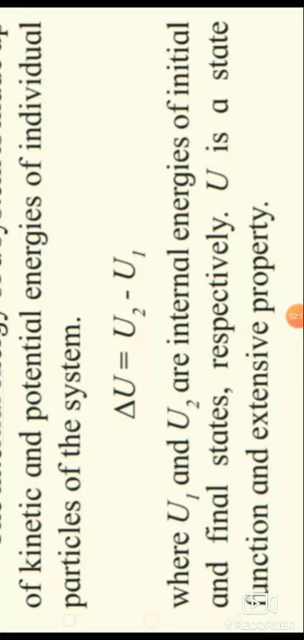 of kinetic and potential energies of individual
particles of the system.
ΔU = U₂ - U₁
where U₁ and U₂ are internal energies of initial
and final states, respectively. U is a state
function and extensive property.
V RECORDER